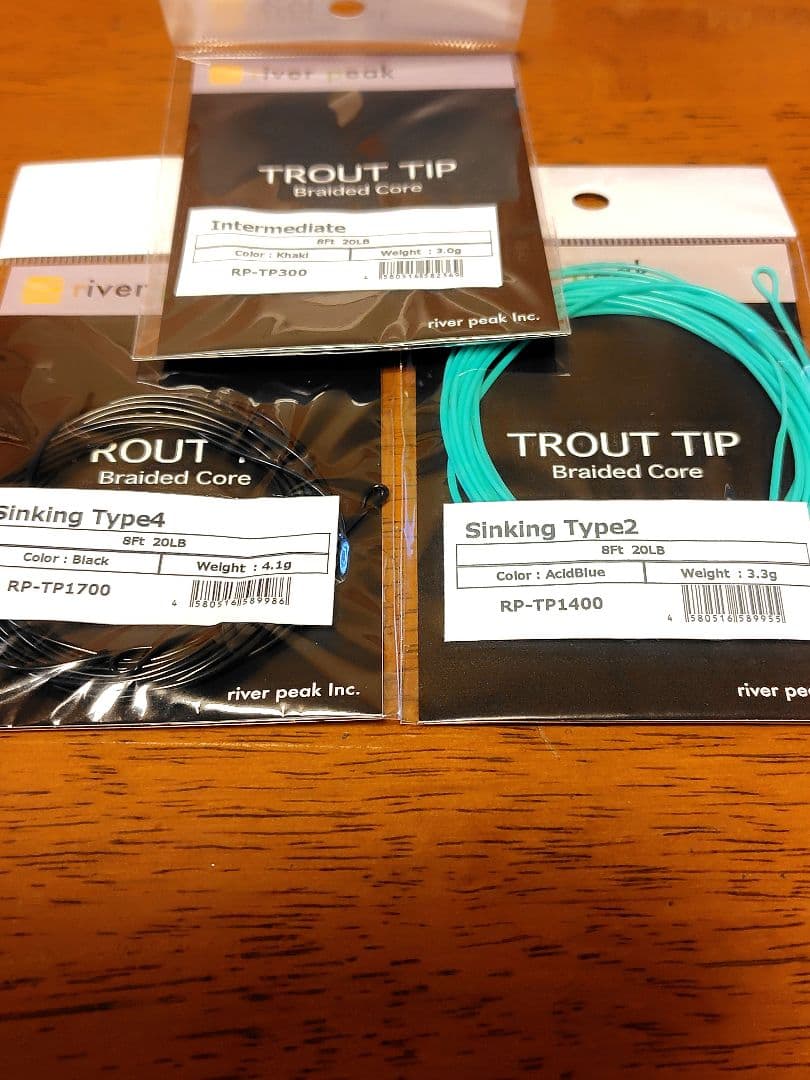 river peak
TROUT TIP
Braided Core
Intermediate
8Ft 20LB
Color : Khaki
Weight : 3.0g
RP-TP300
river peak Inc.
river
ROUT T
Braided Core
Sinking Type4
8Ft 20LB
Color : Black
Weight : 4.1g
RP-TP1700
4 580516 589986
river peak Inc.
TROUT TIP
Braided Core
Sinking Type2
8Ft 20LB
Color : AcidBlue
Weight : 3.3g
RP-TP1400
4 580516 589955
river pea